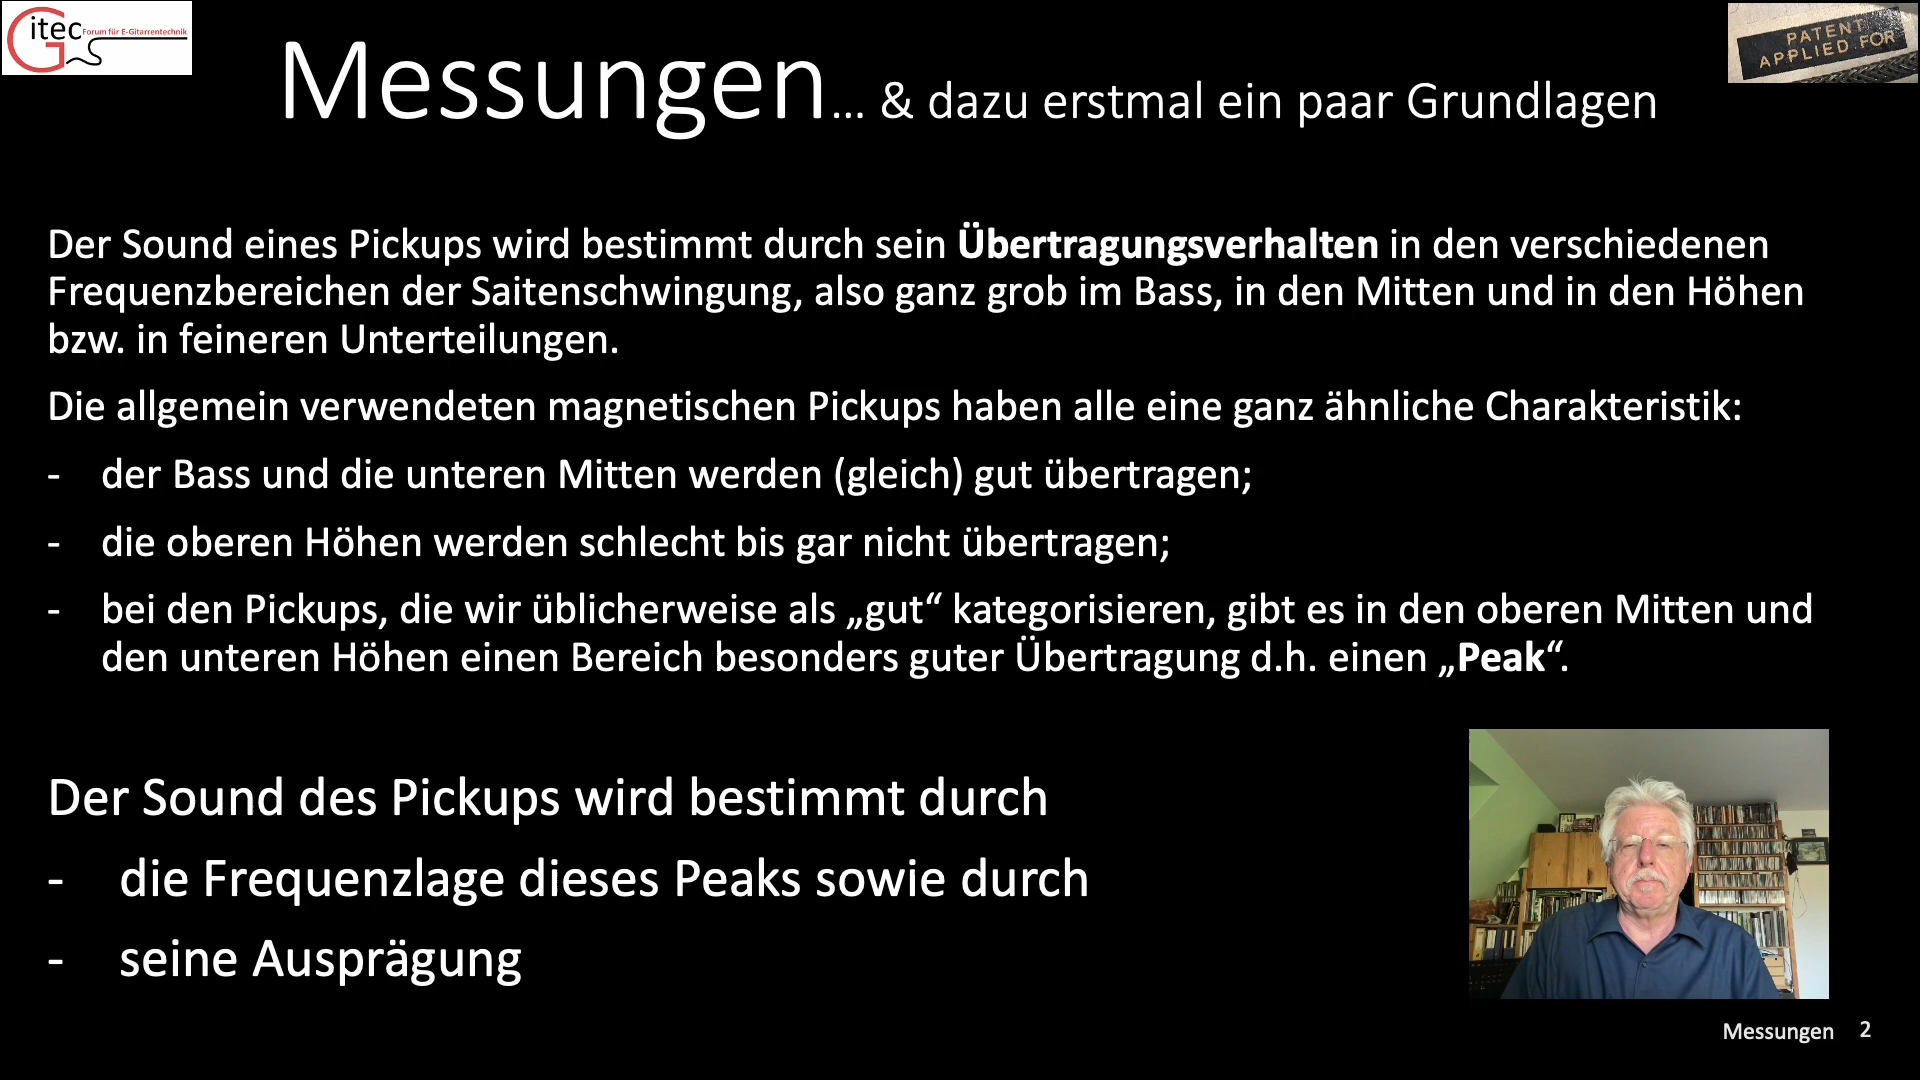 Gitec Forum für E-Gitarrentechnik
PATENT
APPLIED FOR
Messungen… & dazu erstmal ein paar Grundlagen
Der Sound eines Pickups wird bestimmt durch sein Übertragungsverhalten in den verschiedenen
Frequenzbereichen der Saitenschwingung, also ganz grob im Bass, in den Mitten und in den Höhen
bzw. in feineren Unterteilungen.
Die allgemein verwendeten magnetischen Pickups haben alle eine ganz ähnliche Charakteristik:
- der Bass und die unteren Mitten werden (gleich) gut übertragen;
- die oberen Höhen werden schlecht bis gar nicht übertragen;
- bei den Pickups, die wir üblicherweise als „gut“ kategorisieren, gibt es in den oberen Mitten und
den unteren Höhen einen Bereich besonders guter Übertragung d.h. einen „Peak“.
Der Sound des Pickups wird bestimmt durch
- die Frequenzlage dieses Peaks sowie durch
- seine Ausprägung
Messungen 2